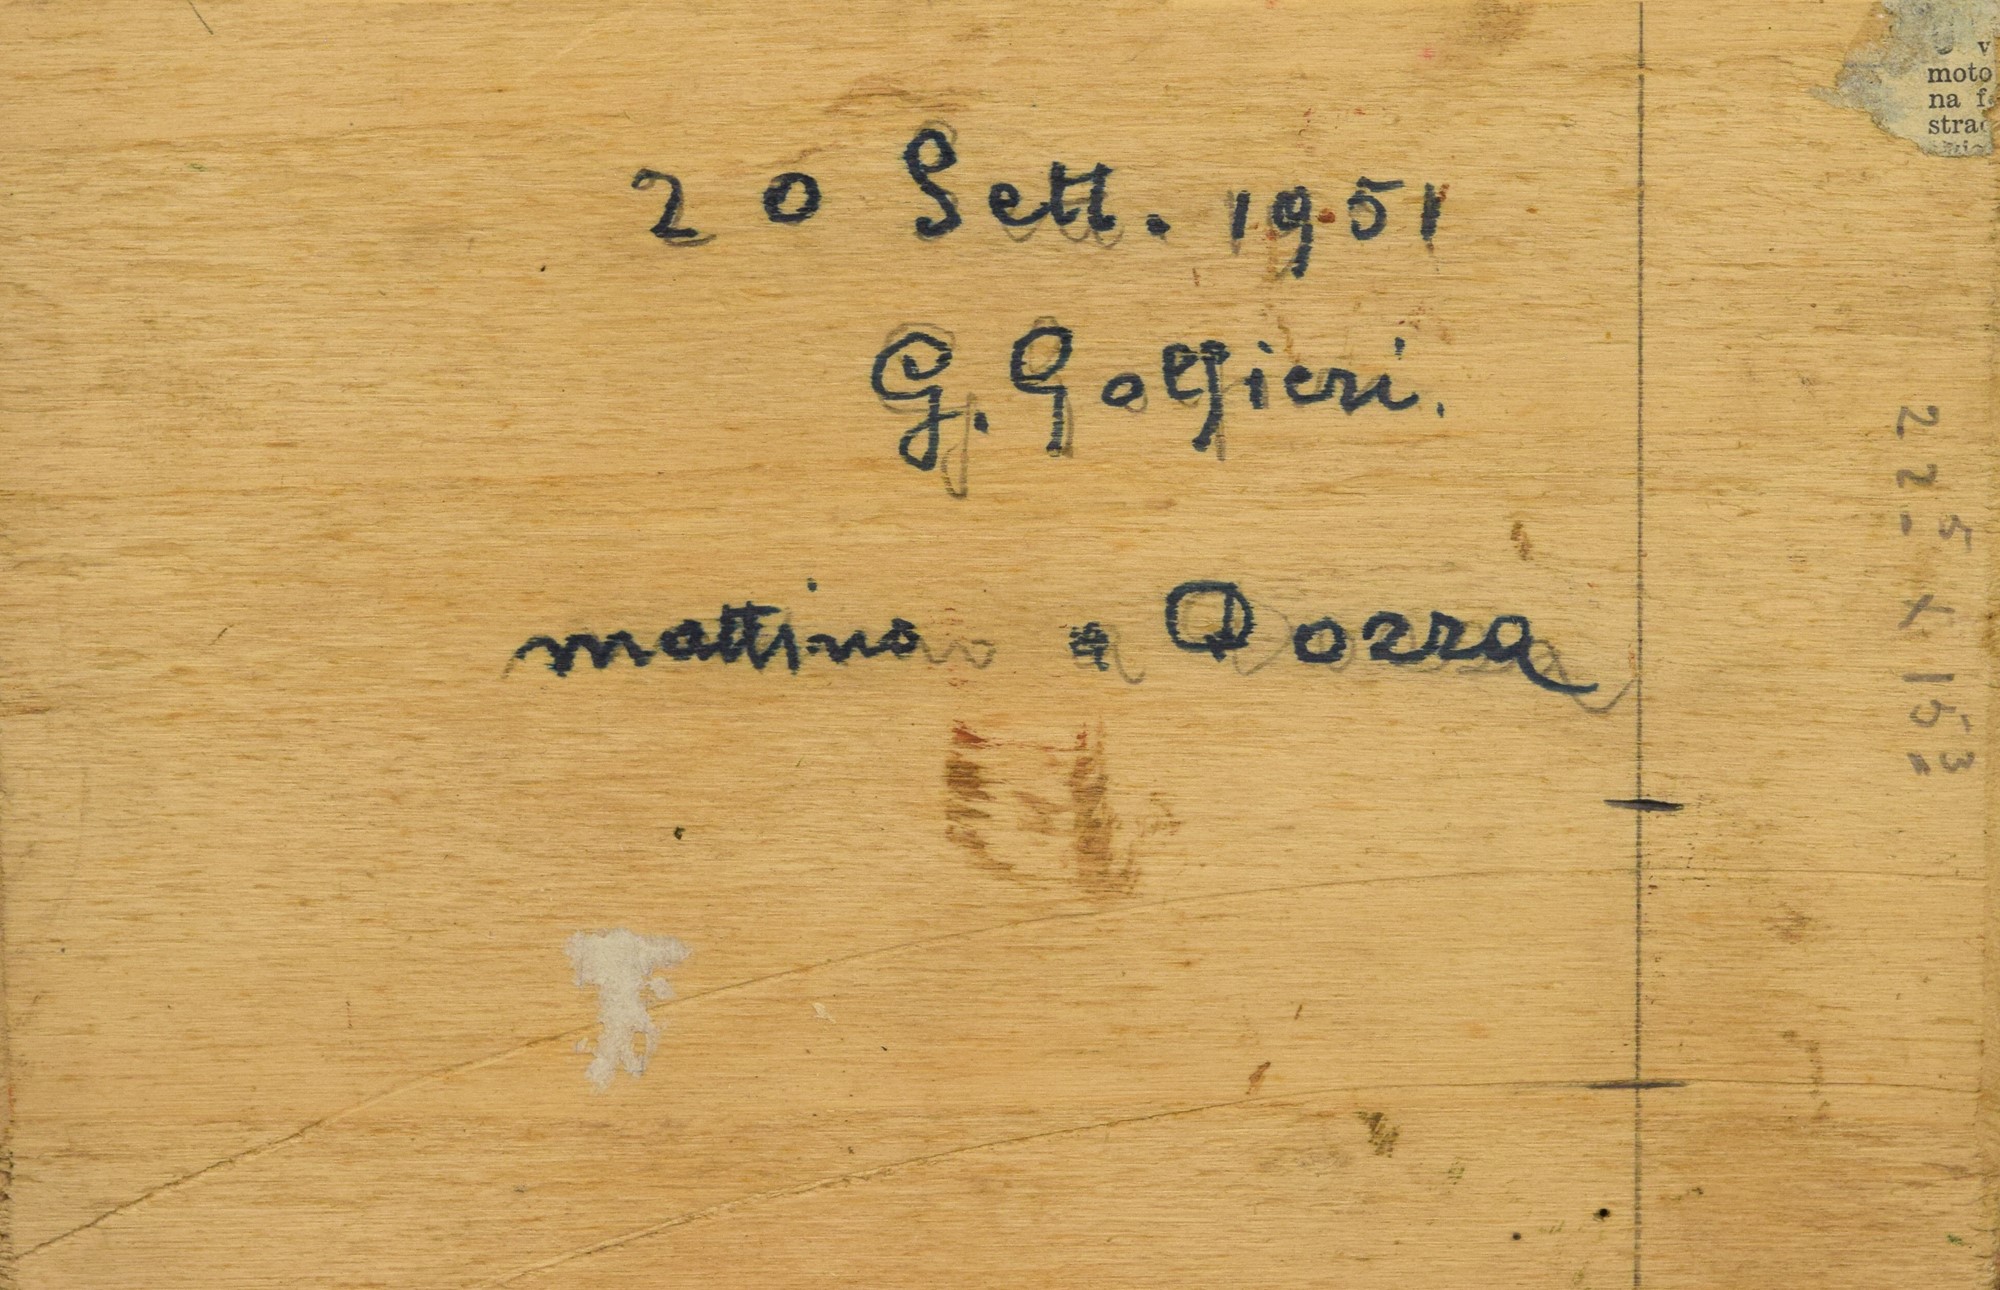 20 Sett. 1951
G. Golfieri.
mattino a Dozza
v
moto
na f
stra
22.5 x 15.3